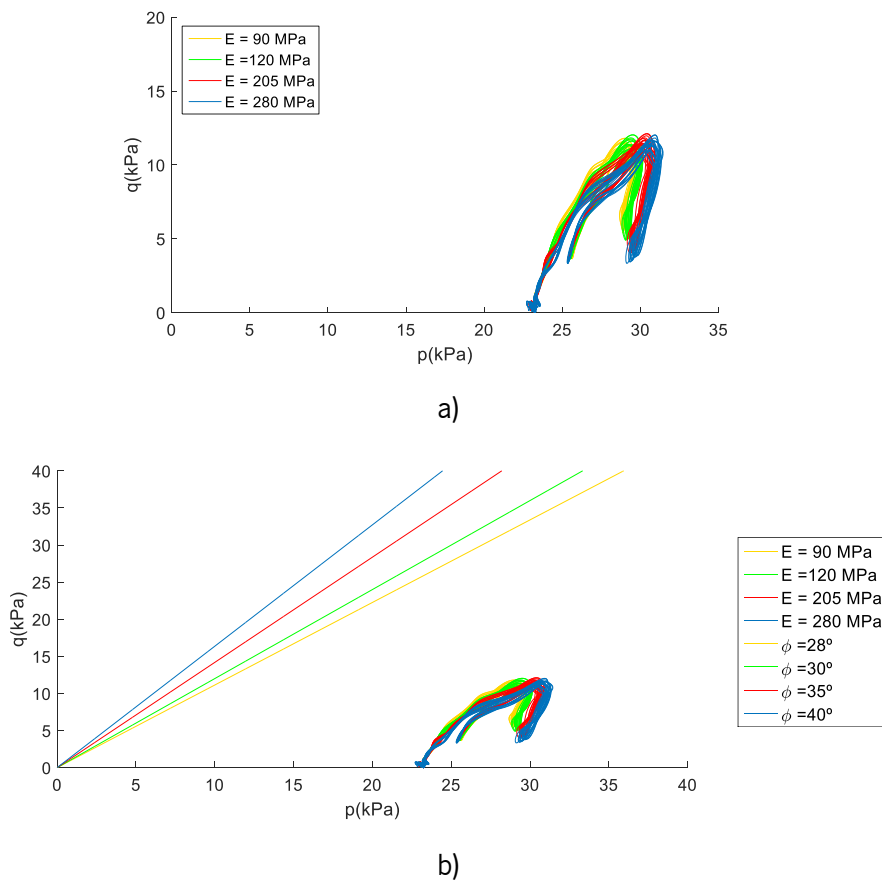 20
15
10
5
0
q(kPa)
E = 90 MPa
E =120 MPa
E = 205 MPa
E = 280 MPa
0 5 10 15 20 25 30 35
p(kPa)
a)
40
35
30
25
20
15
10
5
0
q(kPa)
0 5 10 15 20 25 30 35 40
p(kPa)
E = 90 MPa
E =120 MPa
E = 205 MPa
E = 280 MPa
ϕ =28º
ϕ =30º
ϕ =35º
ϕ =40º
b)